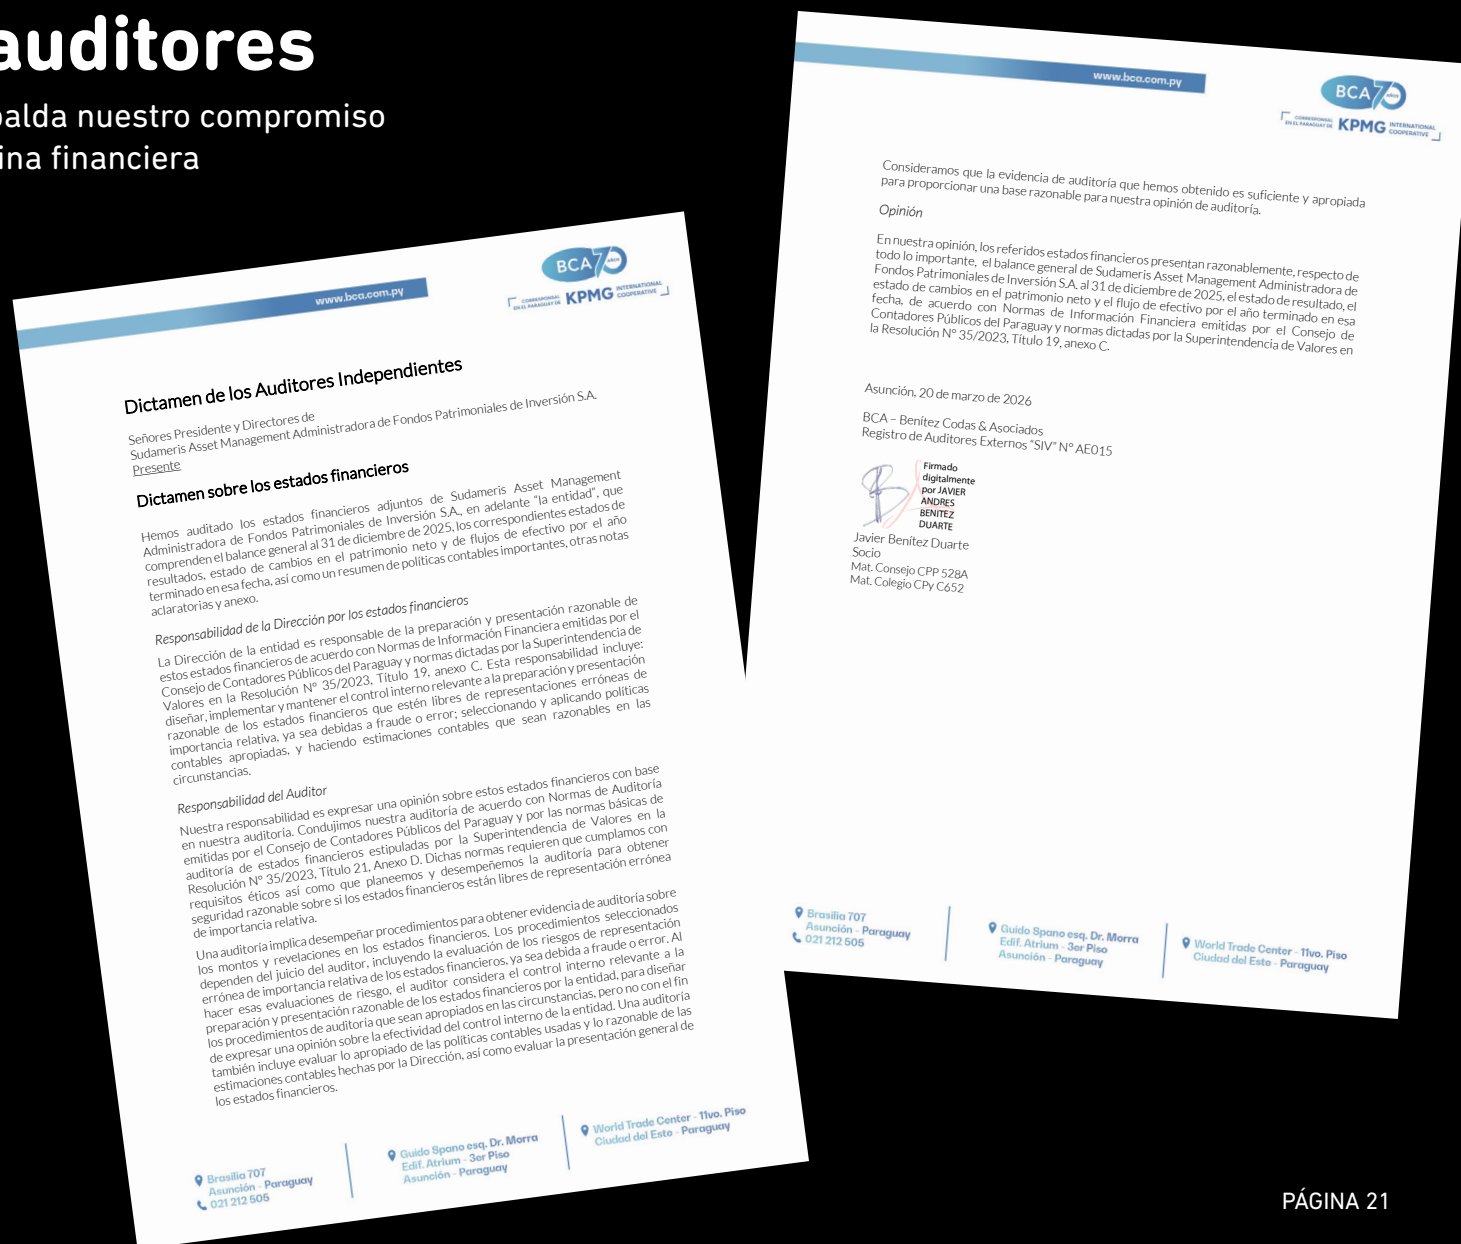 auditores
palda nuestro compromiso
ina financiera
www.bca.com.py
BCA 70 años
CORRESPONSAL EN EL PARAGUAY DE KPMG INTERNATIONAL COOPERATIVE
Dictamen de los Auditores Independientes
Señores Presidente y Directores de
Sudameris Asset Management Administradora de Fondos Patrimoniales de Inversión S.A.
Presente
Dictamen sobre los estados financieros
Hemos auditado los estados financieros adjuntos de Sudameris Asset Management
Administradora de Fondos Patrimoniales de Inversión S.A., en adelante "la entidad", que
comprenden el balance general al 31 de diciembre de 2025, los correspondientes estados de
resultados, estado de cambios en el patrimonio neto y de flujos de efectivo por el año
terminado en esa fecha, así como un resumen de políticas contables importantes, otras notas
aclaratorias y anexo.
Responsabilidad de la Dirección por los estados financieros
La Dirección de la entidad es responsable de la preparación y presentación razonable de
estos estados financieros de acuerdo con Normas de Información Financiera emitidas por el
Consejo de Contadores Públicos del Paraguay y normas dictadas por la Superintendencia de
Valores en la Resolución N° 35/2023, Título 19, anexo C. Esta responsabilidad incluye:
diseñar, implementar y mantener el control interno relevante a la preparación y presentación
razonable de los estados financieros que estén libres de representaciones erróneas de
importancia relativa, ya sea debidas a fraude o error; seleccionando y aplicando políticas
contables apropiadas, y haciendo estimaciones contables que sean razonables en las
circunstancias.
Responsabilidad del Auditor
Nuestra responsabilidad es expresar una opinión sobre estos estados financieros con base
en nuestra auditoría. Condujimos nuestra auditoría de acuerdo con Normas de Auditoría
emitidas por el Consejo de Contadores Públicos del Paraguay y por las normas básicas de
auditoría de estados financieros estipuladas por la Superintendencia de Valores en la
Resolución N° 35/2023, Título 21, Anexo D. Dichas normas requieren que cumplamos con
requisitos éticos así como que planeemos y desempeñemos la auditoría para obtener
seguridad razonable sobre si los estados financieros están libres de representación errónea
de importancia relativa.
Una auditoría implica desempeñar procedimientos para obtener evidencia de auditoría sobre
los montos y revelaciones en los estados financieros. Los procedimientos seleccionados
dependen del juicio del auditor, incluyendo la evaluación de los riesgos de representación
errónea de importancia relativa de los estados financieros, ya sea debida a fraude o error. Al
hacer esas evaluaciones de riesgo, el auditor considera el control interno relevante a la
preparación y presentación razonable de los estados financieros por la entidad, para diseñar
los procedimientos de auditoría que sean apropiados en las circunstancias, pero no con el fin
de expresar una opinión sobre la efectividad del control interno de la entidad. Una auditoría
también incluye evaluar lo apropiado de las políticas contables usadas y lo razonable de las
estimaciones contables hechas por la Dirección, así como evaluar la presentación general de
los estados financieros.
Brasilia 707
Asunción - Paraguay
021 212 505
Guido Spano esq. Dr. Morra
Edif. Atrium - 3er Piso
Asunción - Paraguay
World Trade Center - 11vo. Piso
Ciudad del Este - Paraguay
www.bca.com.py
BCA 70 años
CORRESPONSAL EN EL PARAGUAY DE KPMG INTERNATIONAL COOPERATIVE
Consideramos que la evidencia de auditoría que hemos obtenido es suficiente y apropiada
para proporcionar una base razonable para nuestra opinión de auditoría.
Opinión
En nuestra opinión, los referidos estados financieros presentan razonablemente, respecto de
todo lo importante, el balance general de Sudameris Asset Management Administradora de
Fondos Patrimoniales de Inversión S.A. al 31 de diciembre de 2025, el estado de resultado, el
estado de cambios en el patrimonio neto y el flujo de efectivo por el año terminado en esa
fecha, de acuerdo con Normas de Información Financiera emitidas por el Consejo de
Contadores Públicos del Paraguay y normas dictadas por la Superintendencia de Valores en
la Resolución N° 35/2023, Título 19, anexo C.
Asunción, 20 de marzo de 2026
BCA – Benítez Codas & Asociados
Registro de Auditores Externos "SIV" N° AE015
Firmado
digitalmente
por JAVIER
ANDRES
BENITEZ
DUARTE
Javier Benítez Duarte
Socio
Mat. Consejo CPP 528A
Mat. Colegio CPy C652
Brasilia 707
Asunción - Paraguay
021 212 505
Guido Spano esq. Dr. Morra
Edif. Atrium - 3er Piso
Asunción - Paraguay
World Trade Center - 11vo. Piso
Ciudad del Este - Paraguay
PÁGINA 21